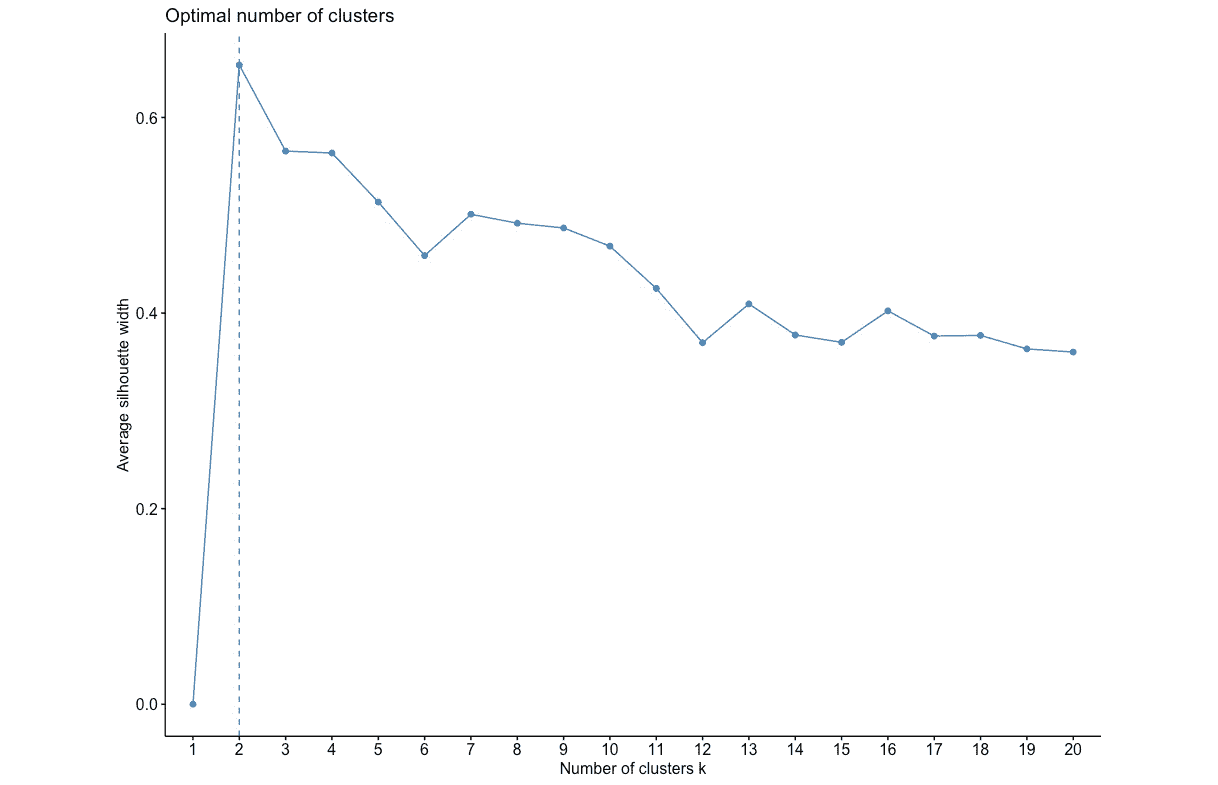 Optimal number of clusters
0.6
0.4
0.2
0.0
Average silhouette width
1 2 3 4 5 6 7 8 9 10 11 12 13 14 15 16 17 18 19 20
Number of clusters k